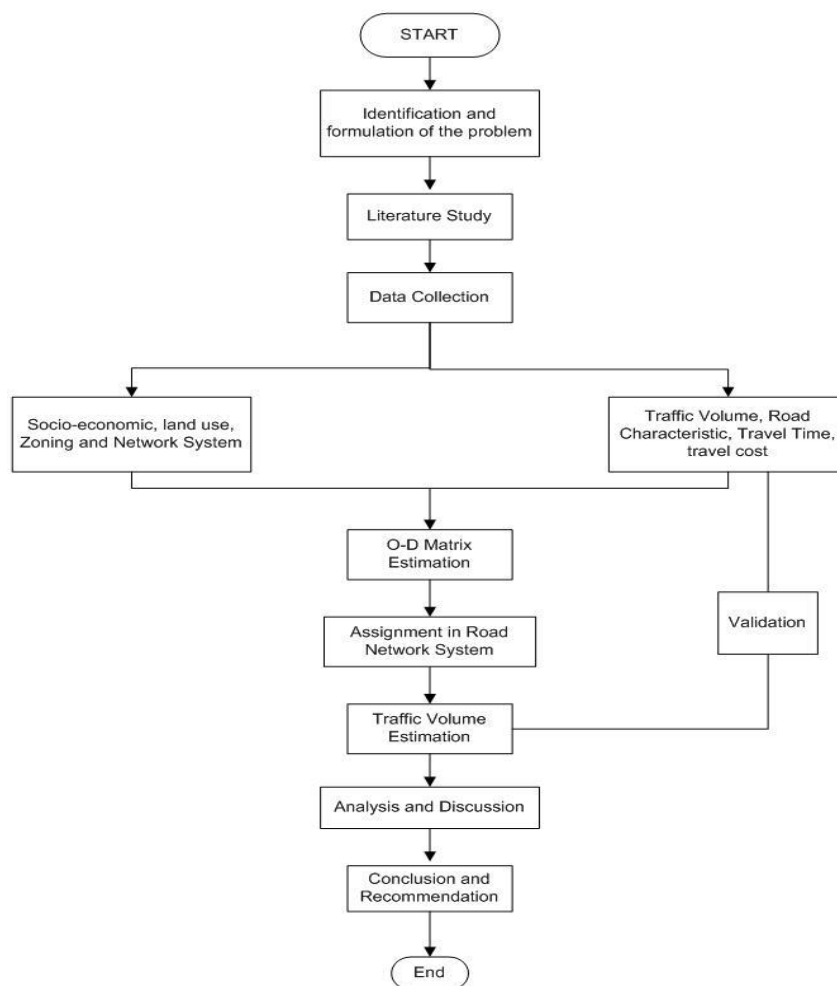 START
Identification and
formulation of the problem
Literature Study
Data Collection
Socio-economic, land use,
Zoning and Network System
Traffic Volume, Road
Characteristic, Travel Time,
travel cost
O-D Matrix
Estimation
Assignment in Road
Network System
Validation
Traffic Volume
Estimation
Analysis and Discussion
Conclusion and
Recommendation
End